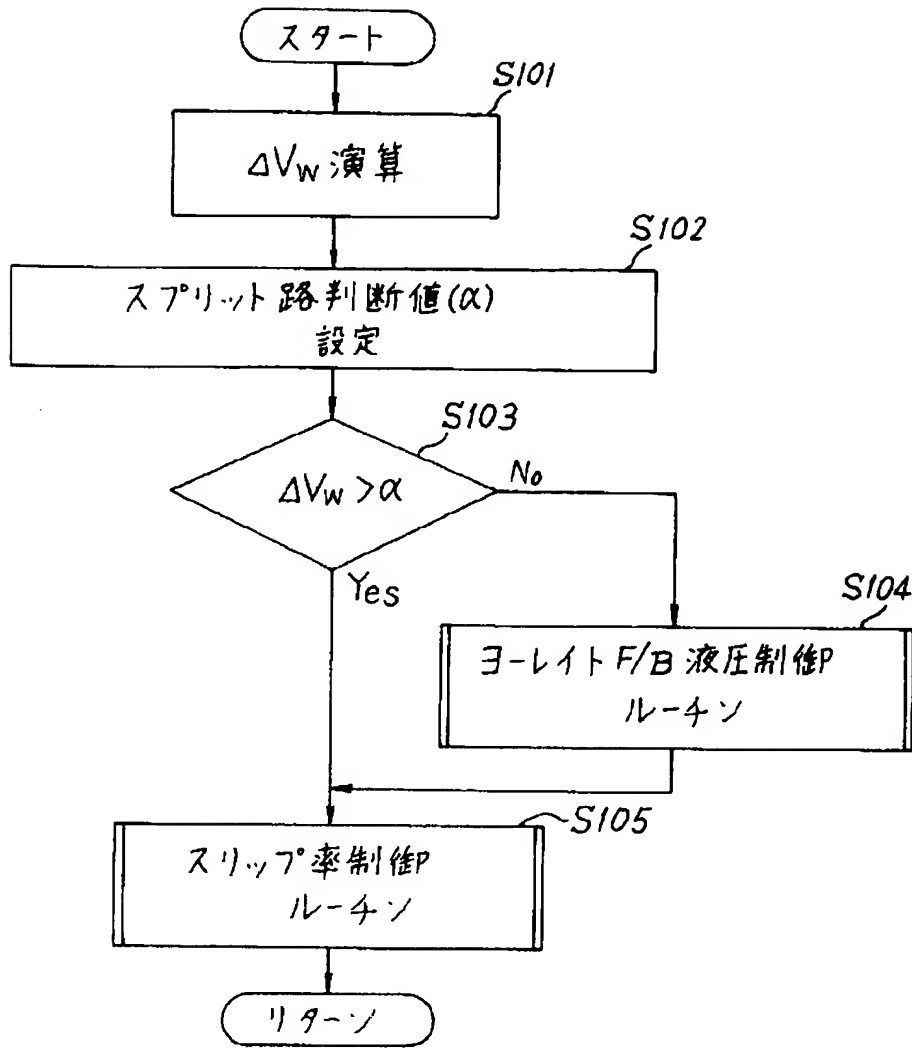 スタート
S101
ΔVw 演算
S102
スプリット路判断値(α)
設定
S103
ΔVw>α
No
Yes
S104
ヨーレイトF/B液圧制御
ルーチン
S105
スリップ率制御
ルーチン
リターン